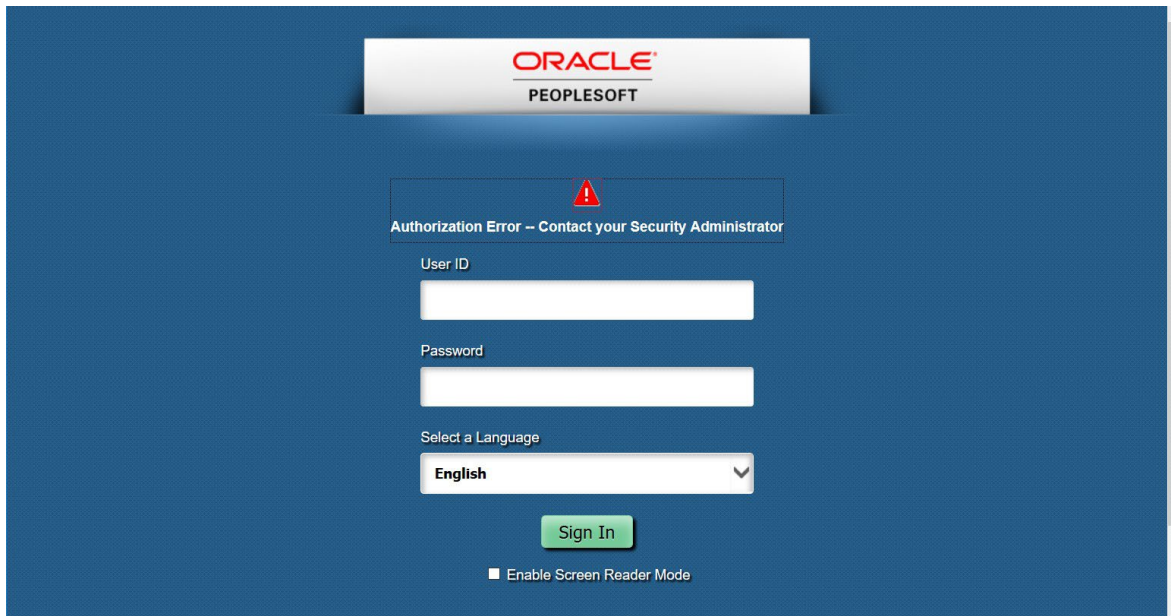 ORACLE
PEOPLESOFT
Authorization Error -- Contact your Security Administrator
User ID
Password
Select a Language
English
Sign In
Enable Screen Reader Mode